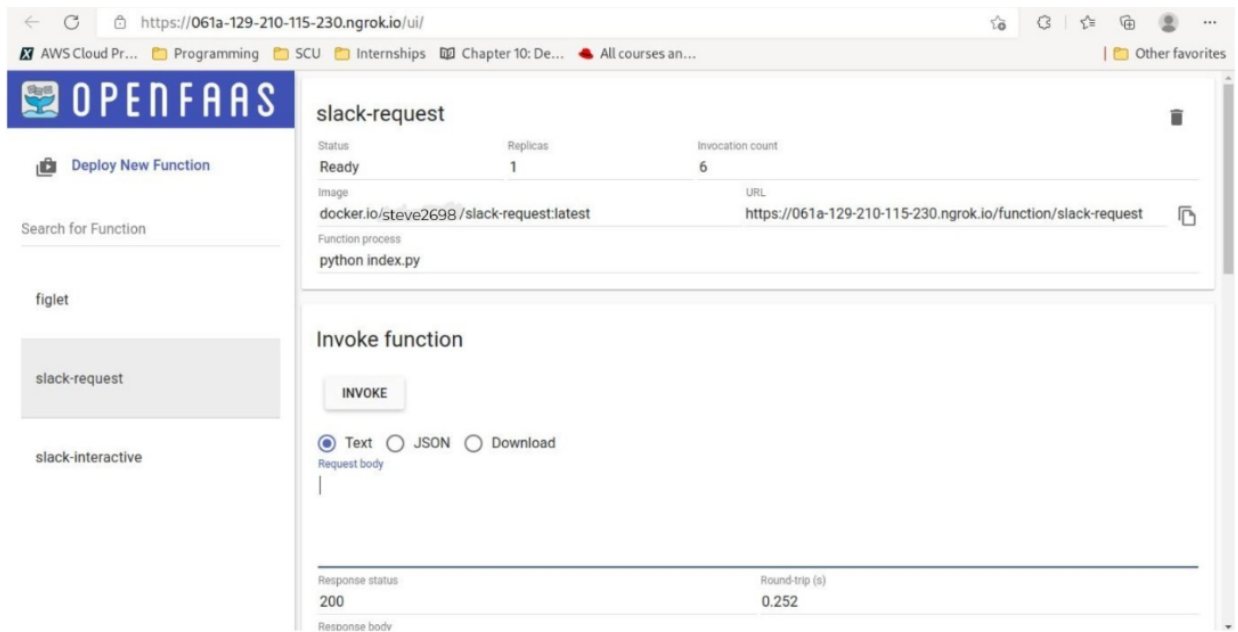 https://061a-129-210-115-230.ngrok.io/ui/
AWS Cloud Pr... Programming SCU Internships Chapter 10: De... All courses an... Other favorites
OPENFAAS
Deploy New Function
Search for Function
figlet
slack-request
slack-interactive
slack-request
Status Replicas Invocation count
Ready 1 6
Image URL
docker.io/steve2698/slack-request:latest https://061a-129-210-115-230.ngrok.io/function/slack-request
Function process
python index.py
Invoke function
INVOKE
Text JSON Download
Request body
Response status Round-trip (s)
200 0.252
Response body